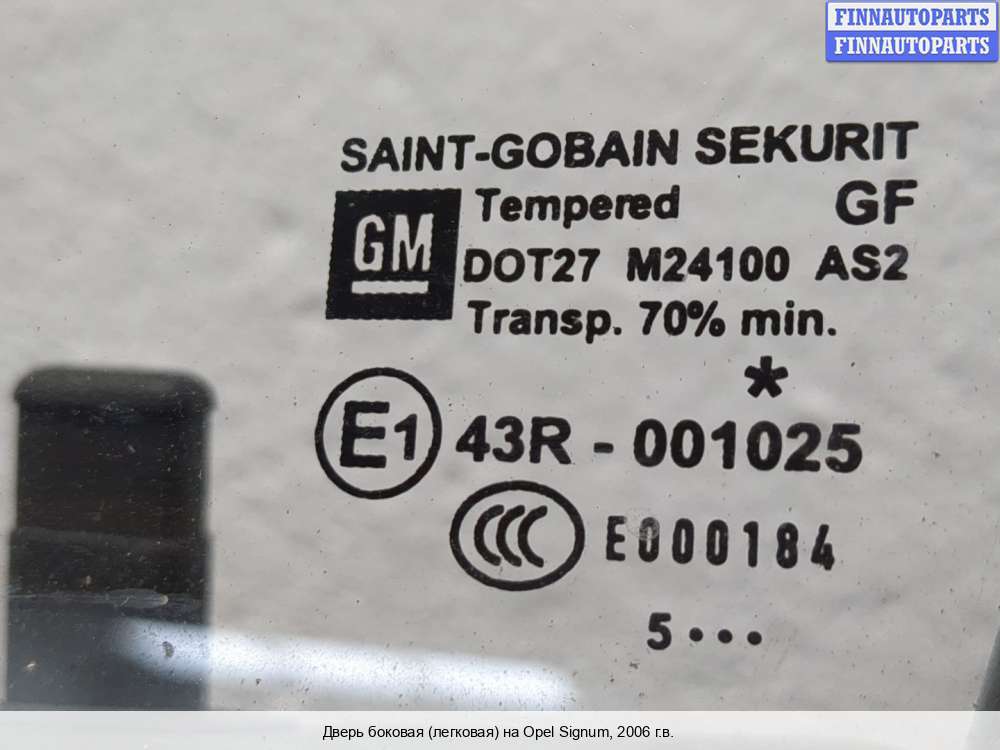 FINNAUTOPARTS
FINNAUTOPARTS
SAINT-GOBAIN SEKURIT
GM Tempered GF
DOT27 M24100 AS2
Transp. 70% min.
*
E1 43R - 001025
CCC E000184
5 •••
Дверь боковая (легковая) на Opel Signum, 2006 г.в.